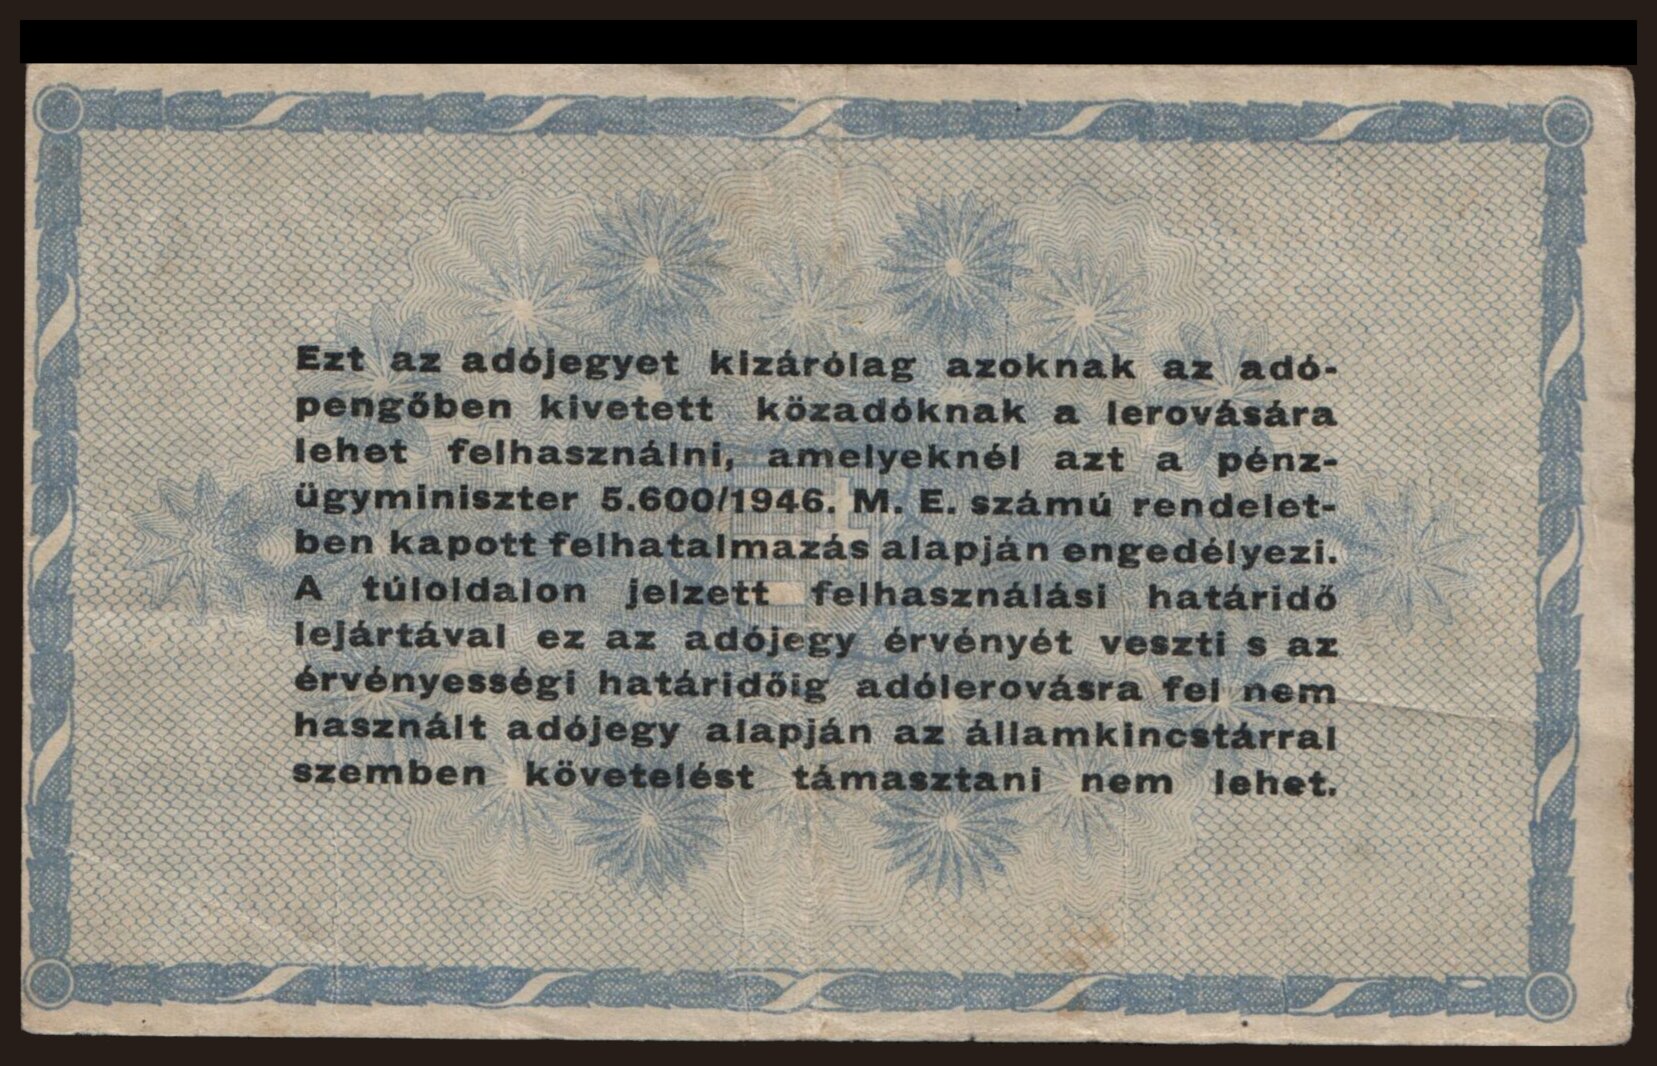 Ezt az adójegyet kizárólag azoknak az adó-
pengőben kivetett közadóknak a lerovására
lehet felhasználni, amelyeknél azt a pénz-
ügyminiszter 5.600/1946. M. E. számú rendelet-
ben kapott felhatalmazás alapján engedélyezi.
A túloldalon jelzett felhasználási határidő
lejártával ez az adójegy érvényét veszti s az
érvényességi határidőig adólerovásra fel nem
használt adójegy alapján az államkincstárral
szemben követelést támasztani nem lehet.